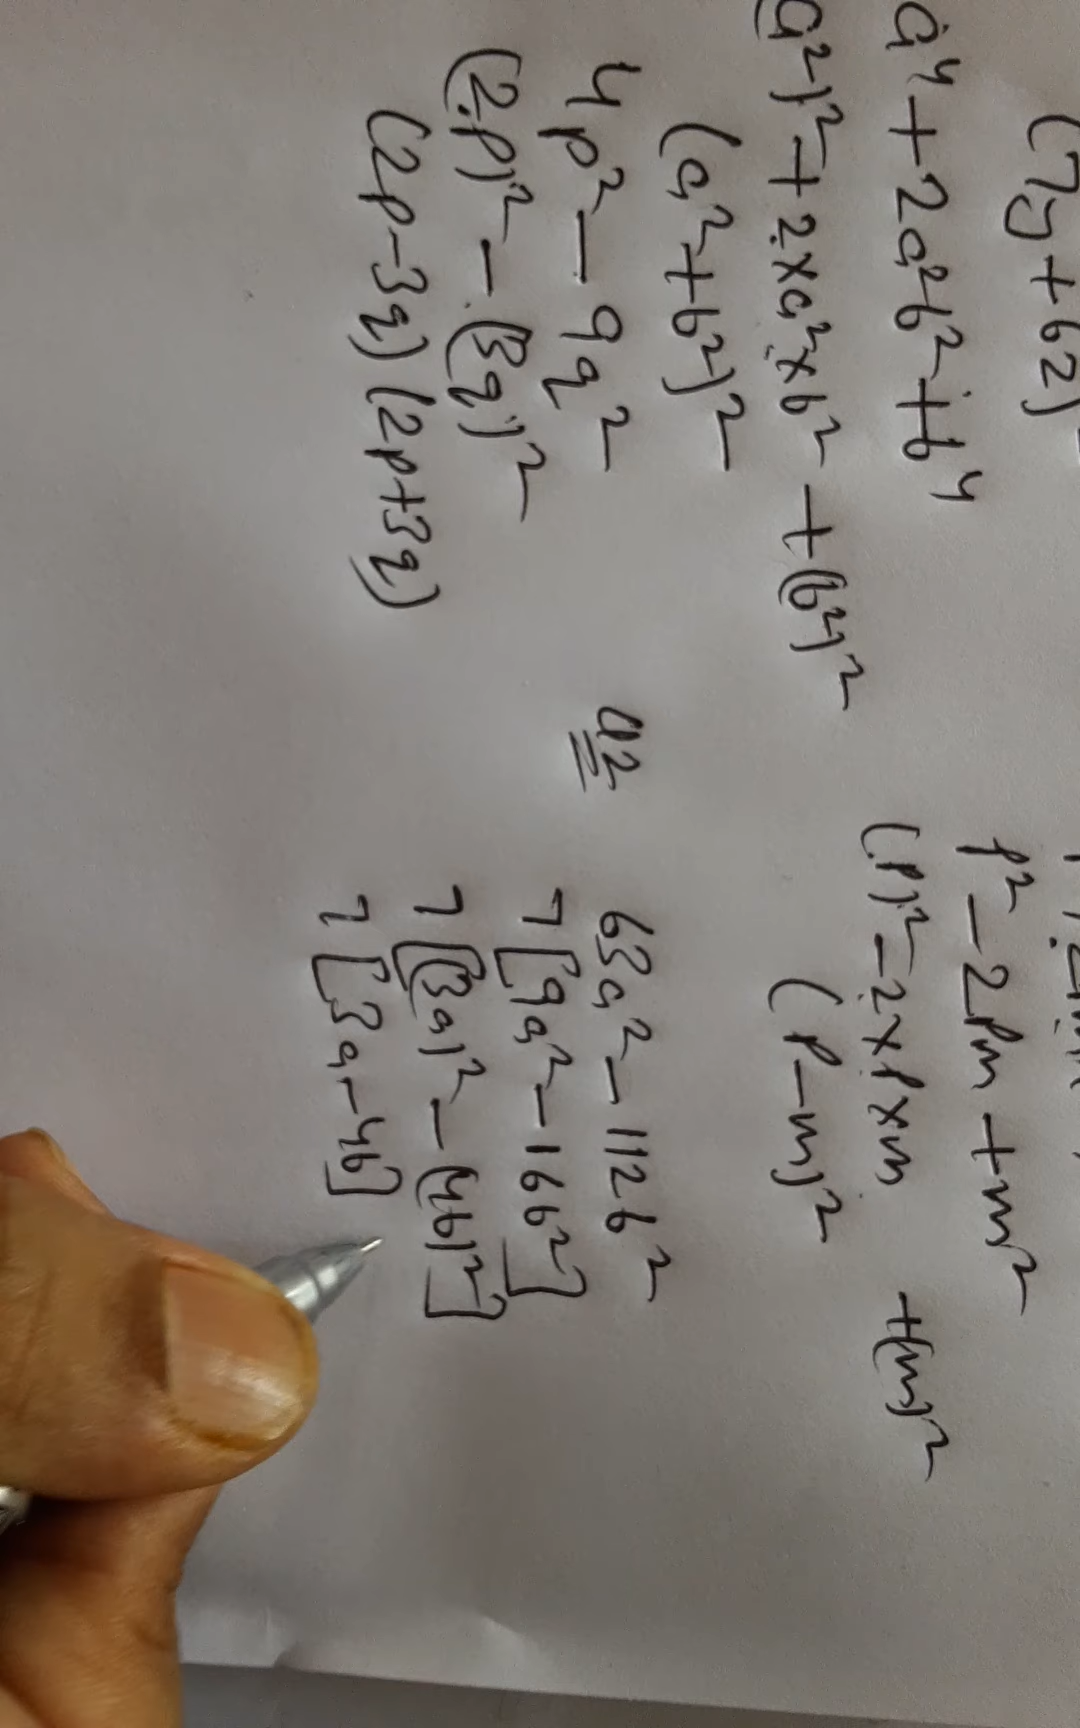 (7y+6z)
a⁴ + 2a²b² + b⁴
(a²)² + 2×a²×b² + (b²)²
(a²+b²)²
4p² - 9q²
(2p)² - (3q)²
(2p-3q) (2p+3q)
p² - 2pm + m²
(p)² - 2×p×m + (m)²
(p-m)²
42
63a² - 112b²
7[9a² - 16b²]
7[(3a)² - (4b)²]
7[3a-4b]